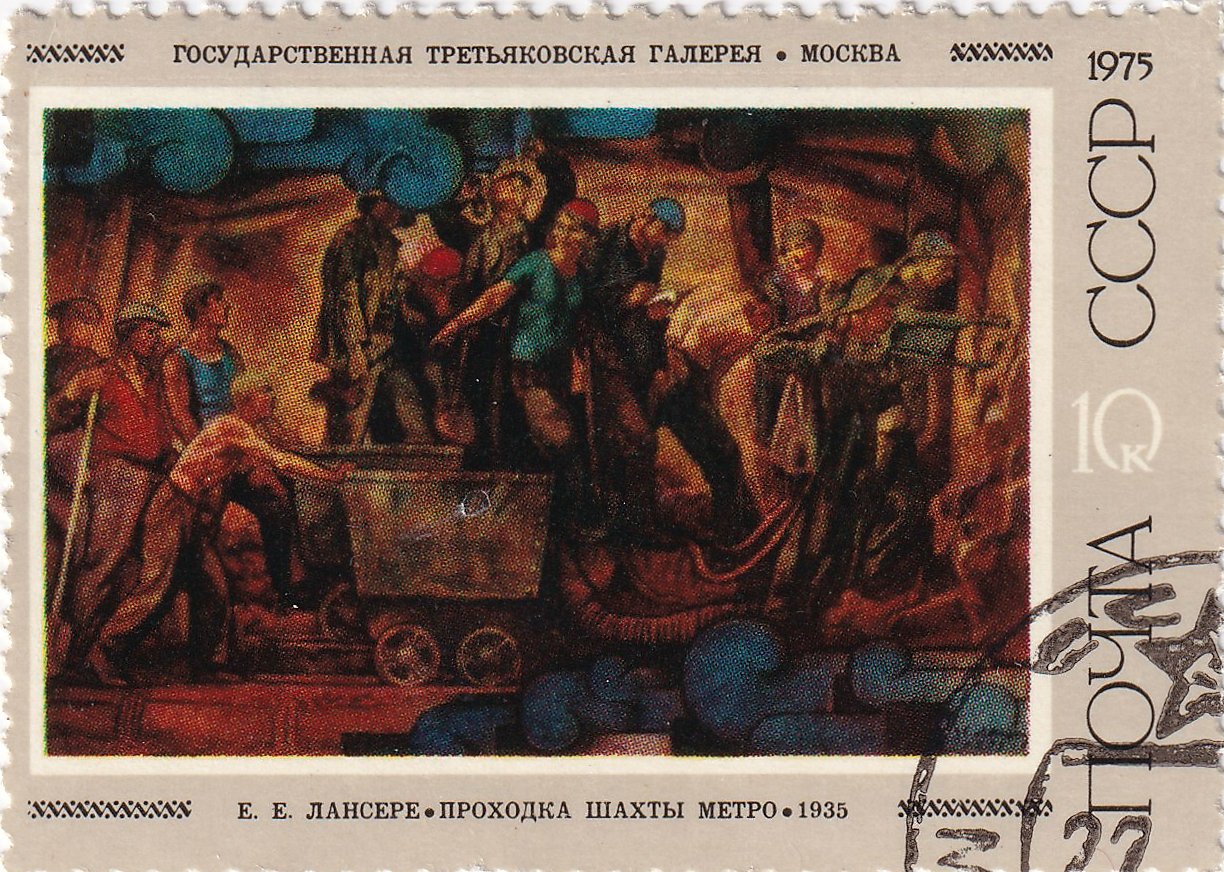 ГОСУДАРСТВЕННАЯ ТРЕТЬЯКОВСКАЯ ГАЛЕРЕЯ • МОСКВА
1975
ПОЧТА СССР
10к
Е. Е. ЛАНСЕРЕ • ПРОХОДКА ШАХТЫ МЕТРО • 1935